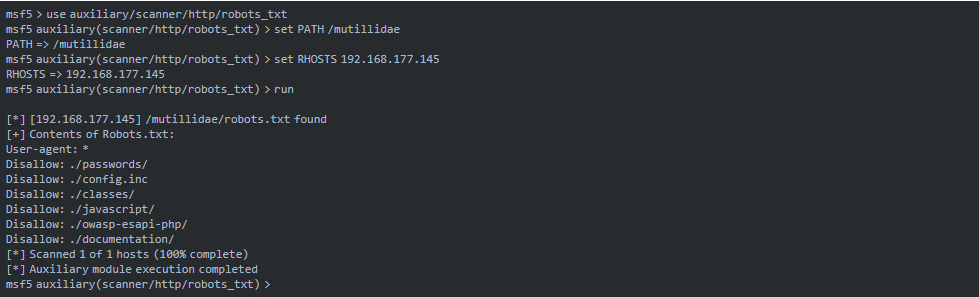 msf5 > use auxiliary/scanner/http/robots_txt
msf5 auxiliary(scanner/http/robots_txt) > set PATH /mutillidae
PATH => /mutillidae
msf5 auxiliary(scanner/http/robots_txt) > set RHOSTS 192.168.177.145
RHOSTS => 192.168.177.145
msf5 auxiliary(scanner/http/robots_txt) > run

[*] [192.168.177.145] /mutillidae/robots.txt found
[+] Contents of Robots.txt:
User-agent: *
Disallow: ./passwords/
Disallow: ./config.inc
Disallow: ./classes/
Disallow: ./javascript/
Disallow: ./owasp-esapi-php/
Disallow: ./documentation/
[*] Scanned 1 of 1 hosts (100% complete)
[*] Auxiliary module execution completed
msf5 auxiliary(scanner/http/robots_txt) >